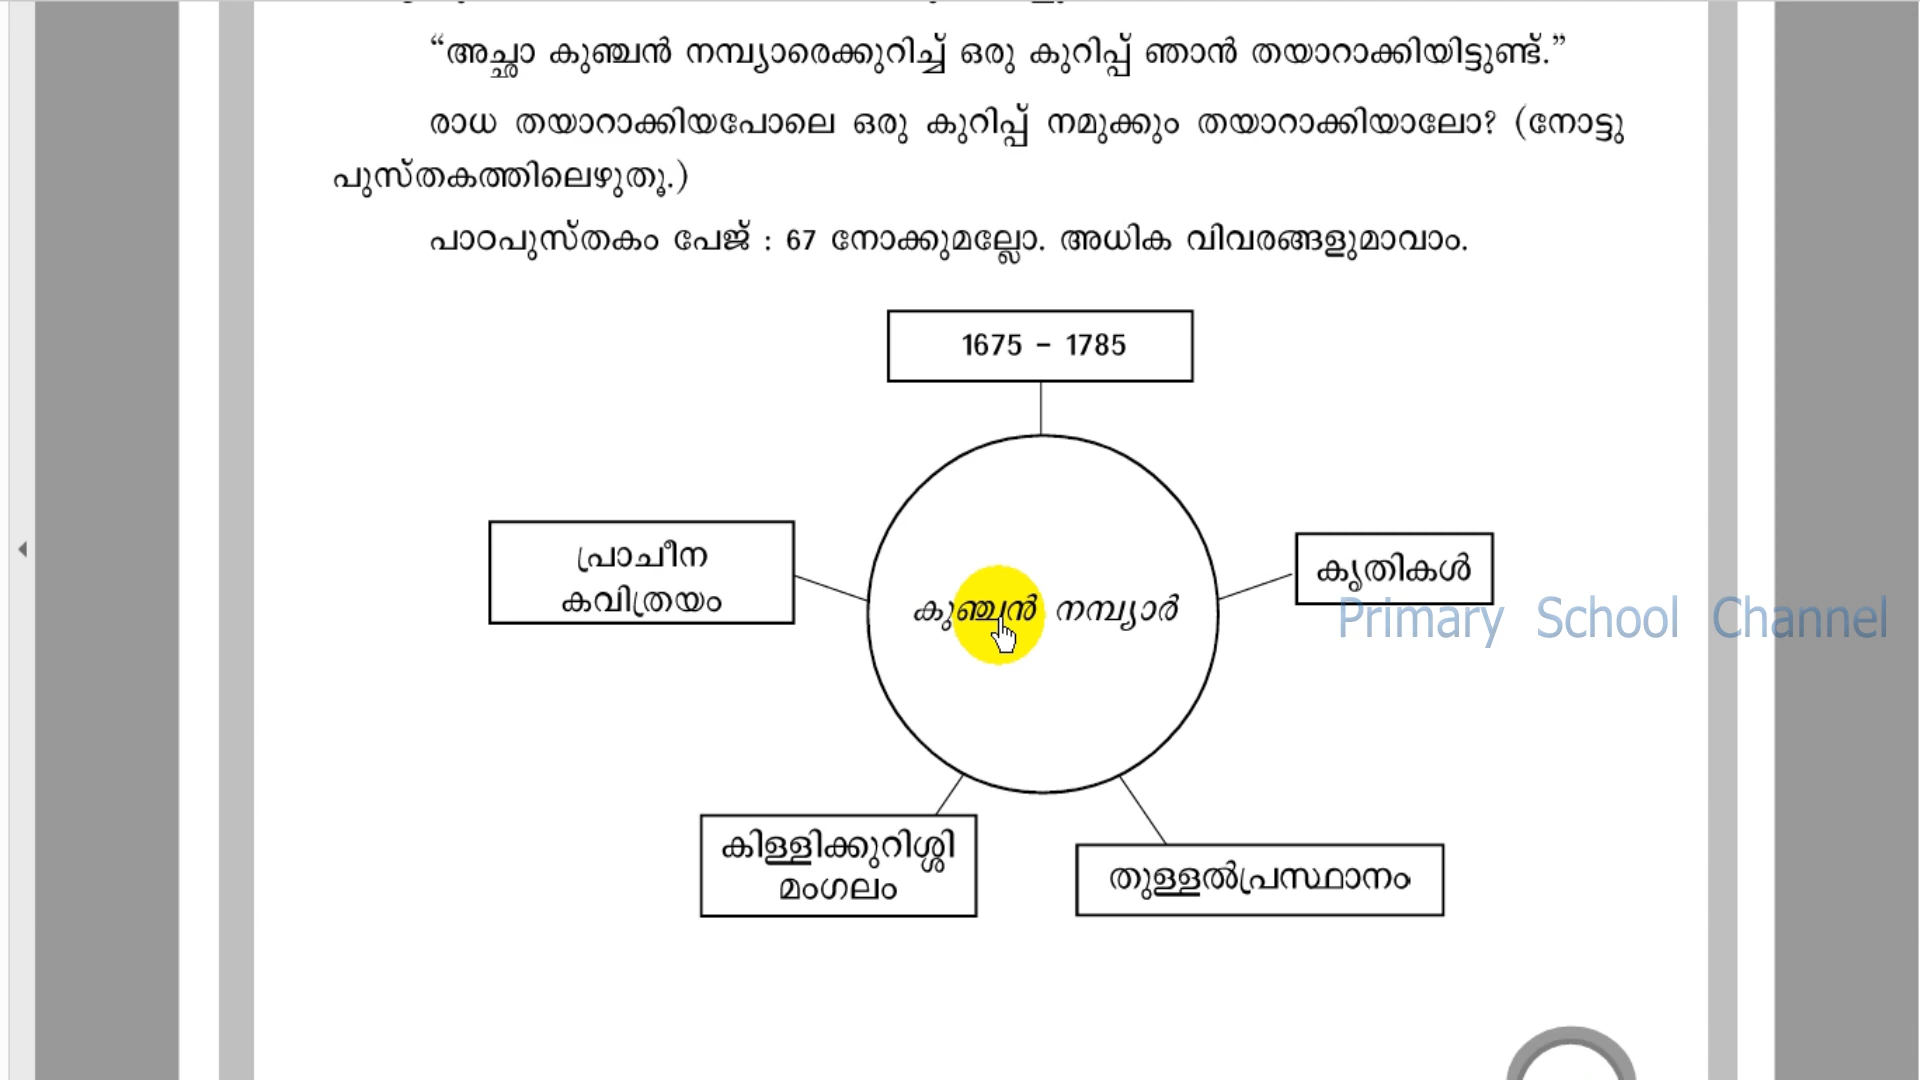 “അച്ഛാ കുഞ്ചൻ നമ്പ്യാരെക്കുറിച്ച് ഒരു കുറിപ്പ് ഞാൻ തയാറാക്കിയിട്ടുണ്ട്.”
രാധ തയാറാക്കിയപോലെ ഒരു കുറിപ്പ് നമുക്കും തയാറാക്കിയാലോ? (നോട്ടു
പുസ്തകത്തിലെഴുതൂ.)
പാഠപുസ്തകം പേജ് : 67 നോക്കുമല്ലോ. അധിക വിവരങ്ങളുമാവാം.
1675 - 1785
പ്രാചീന
കവിത്രയം
കൃതികൾ
കുഞ്ചൻ നമ്പ്യാർ
Primary School Channel
കിള്ളിക്കുറിശ്ശി
മംഗലം
തുള്ളൽപ്രസ്ഥാനം